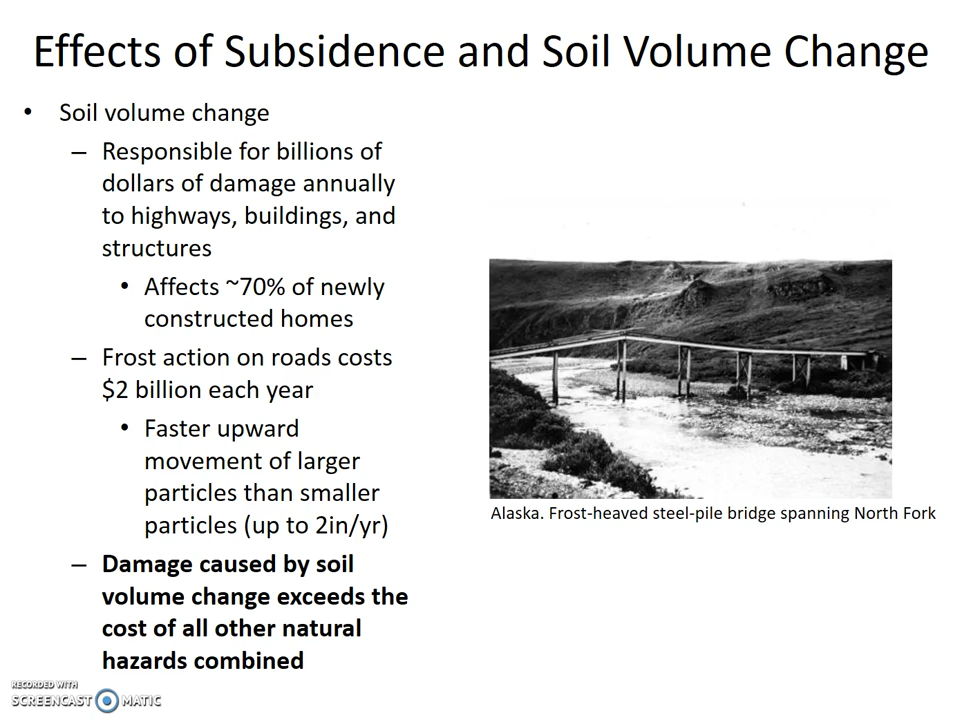 Effects of Subsidence and Soil Volume Change
• Soil volume change
– Responsible for billions of
dollars of damage annually
to highways, buildings, and
structures
• Affects ~70% of newly
constructed homes
– Frost action on roads costs
$2 billion each year
• Faster upward
movement of larger
particles than smaller
particles (up to 2in/yr)
– Damage caused by soil
volume change exceeds the
cost of all other natural
hazards combined
Alaska. Frost-heaved steel-pile bridge spanning North Fork
RECORDED WITH
SCREENCAST MATIC